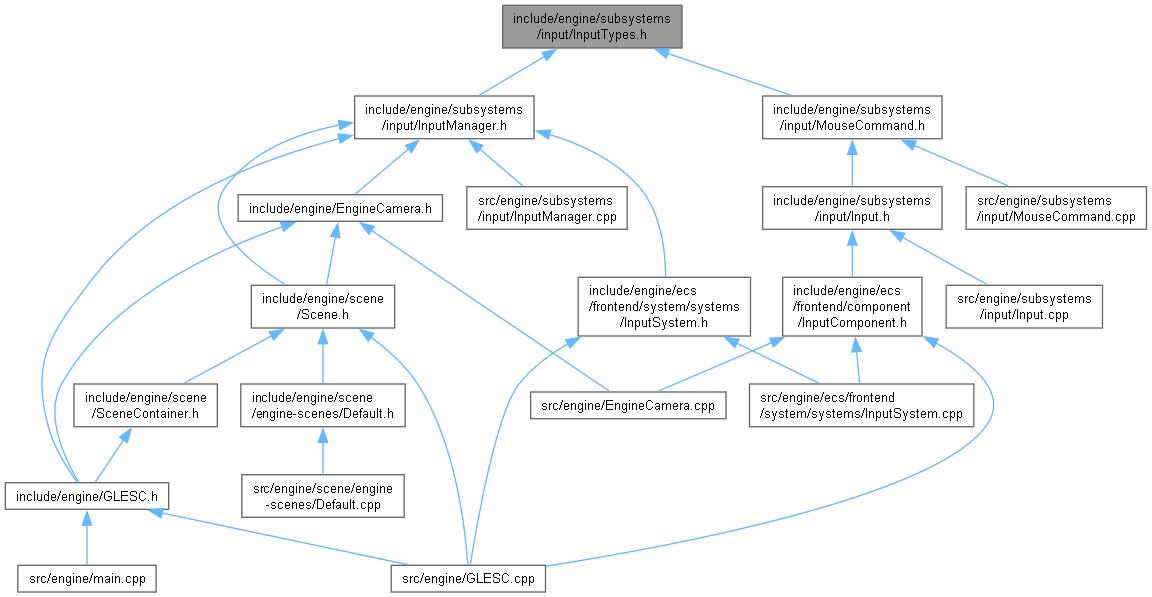 include/engine/subsystems
/input/InputTypes.h
include/engine/subsystems
/input/InputManager.h
include/engine/subsystems
/input/MouseCommand.h
include/engine/EngineCamera.h
src/engine/subsystems
/input/InputManager.cpp
include/engine/subsystems
/input/Input.h
src/engine/subsystems
/input/MouseCommand.cpp
include/engine/scene
/Scene.h
include/engine/ecs
/frontend/system/systems
/InputSystem.h
include/engine/ecs
/frontend/component
/InputComponent.h
src/engine/subsystems
/input/Input.cpp
include/engine/scene
/SceneContainer.h
include/engine/scene
/engine-scenes/Default.h
src/engine/EngineCamera.cpp
src/engine/ecs/frontend
/system/systems/InputSystem.cpp
include/engine/GLESC.h
src/engine/scene/engine
-scenes/Default.cpp
src/engine/main.cpp
src/engine/GLESC.cpp